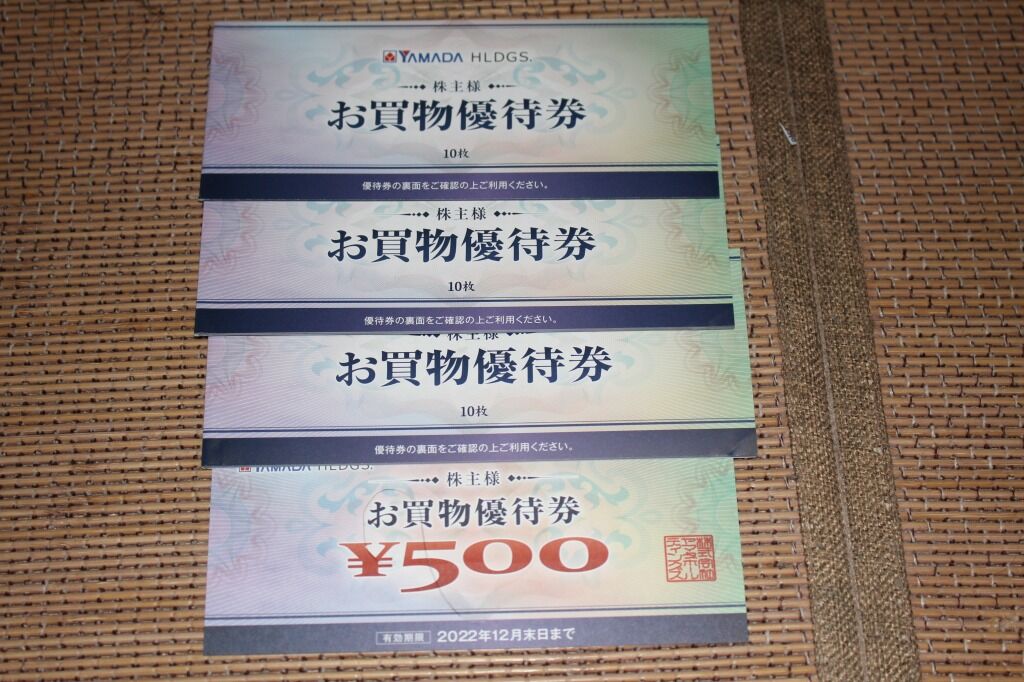 YAMADA HLDGS.
株主様
お買物優待券
10枚
優待券の裏面をご確認の上ご利用ください。
株主様
お買物優待券
10枚
優待券の裏面をご確認の上ご利用ください。
株主様
お買物優待券
10枚
優待券の裏面をご確認の上ご利用ください。
YAMADA HLDGS.
株主様
お買物優待券
¥500
有効期限 2022年12月末日まで